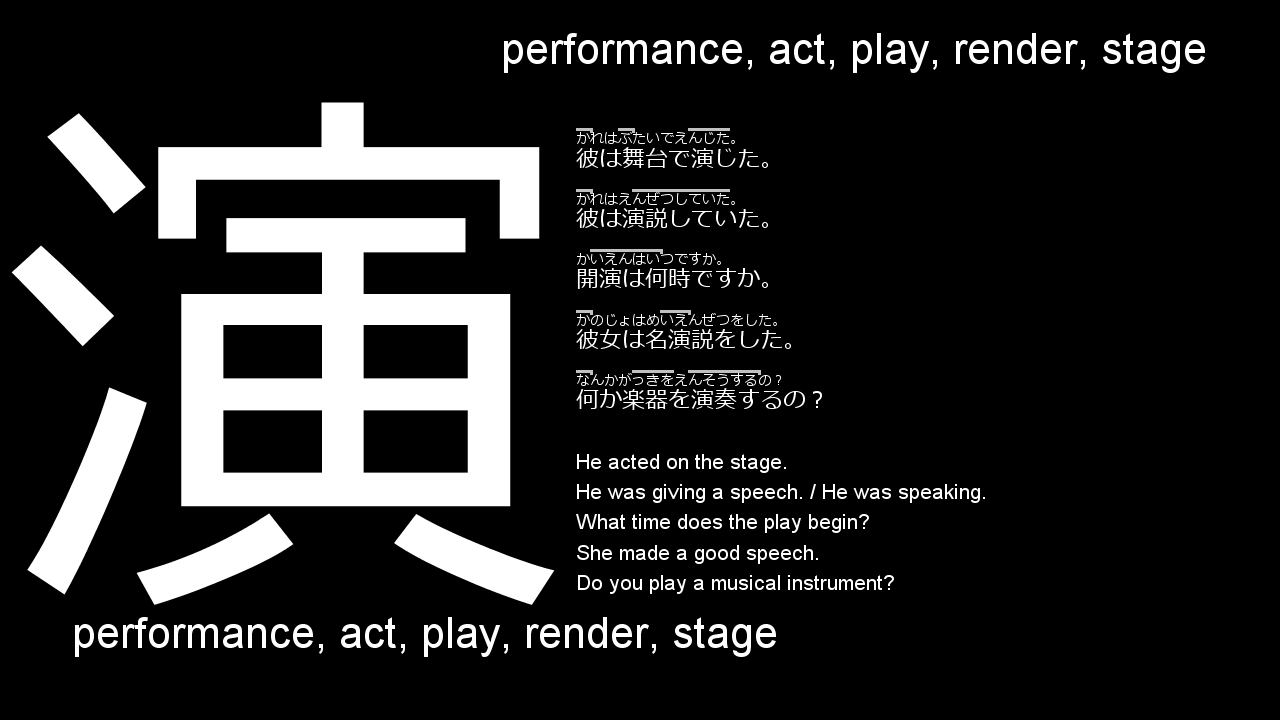 performance, act, play, render, stage
演
かれはぶたいでえんじた。
彼は舞台で演じた。
かれはえんぜつしていた。
彼は演説していた。
かいえんはいつですか。
開演は何時ですか。
かのじょはめいえんぜつをした。
彼女は名演説をした。
なんかがっきをえんそうするの？
何か楽器を演奏するの？
He acted on the stage.
He was giving a speech. / He was speaking.
What time does the play begin?
She made a good speech.
Do you play a musical instrument?
performance, act, play, render, stage